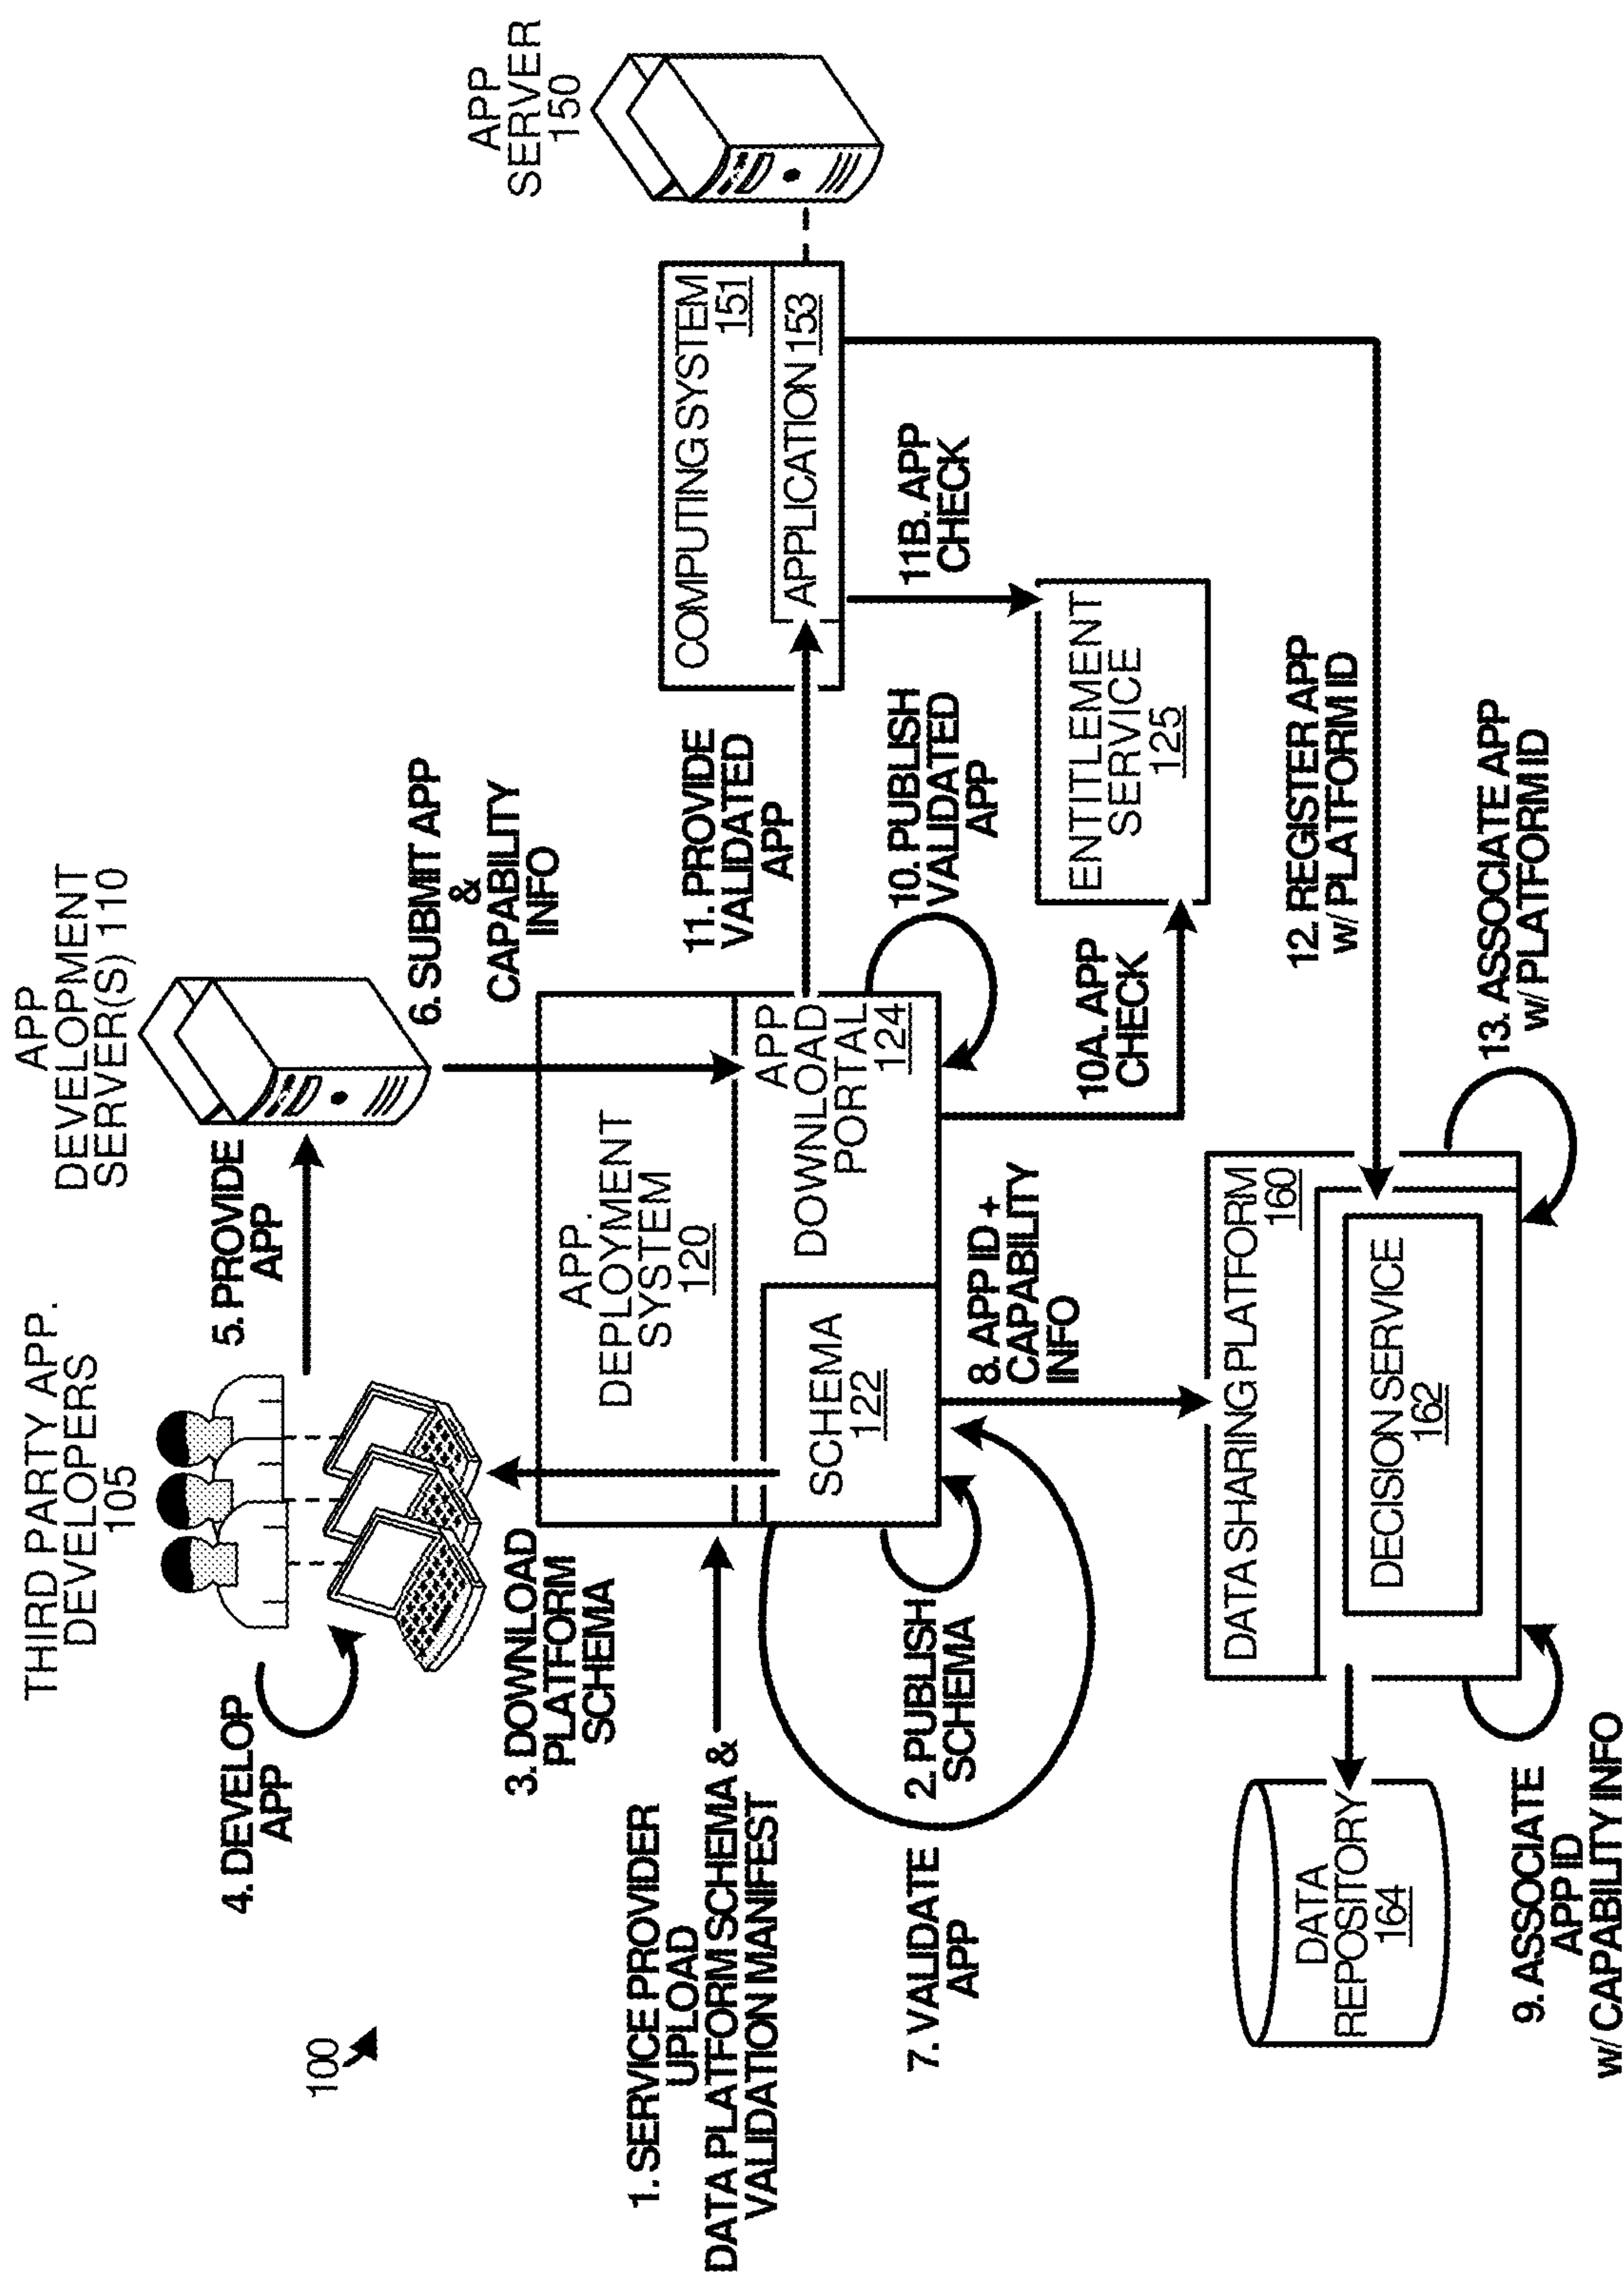 100
THIRD PARTY APP.
DEVELOPERS
105
APP
DEVELOPMENT
SERVER(S) 110
4. DEVELOP
APP
5. PROVIDE
APP
6. SUBMIT APP
&
CAPABILITY
INFO
APP
SERVER
150
3. DOWNLOAD
PLATFORM
SCHEMA
1. SERVICE PROVIDER
UPLOAD
DATA PLATFORM SCHEMA &
VALIDATION MANIFEST
APP.
DEPLOYMENT
SYSTEM
120
SCHEMA
122
APP
DOWNLOAD
PORTAL
124
11. PROVIDE
VALIDATED
APP
COMPUTING SYSTEM
151
APPLICATION 153
7. VALIDATE
APP
2. PUBLISH
SCHEMA
8. APP ID +
CAPABILITY
INFO
10. PUBLISH
VALIDATED
APP
11B. APP
CHECK
10A. APP
CHECK
ENTITLEMENT
SERVICE
125
12. REGISTER APP
w/ PLATFORM ID
DATA
REPOSITORY
164
DATA SHARING PLATFORM
160
DECISION SERVICE
162
9. ASSOCIATE
APP ID
w/ CAPABILITY INFO
13. ASSOCIATE APP
w/ PLATFORM ID